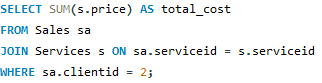 SELECT SUM(s.price) AS total_cost
FROM Sales sa
JOIN Services s ON sa.serviceid = s.serviceid
WHERE sa.clientid = 2;